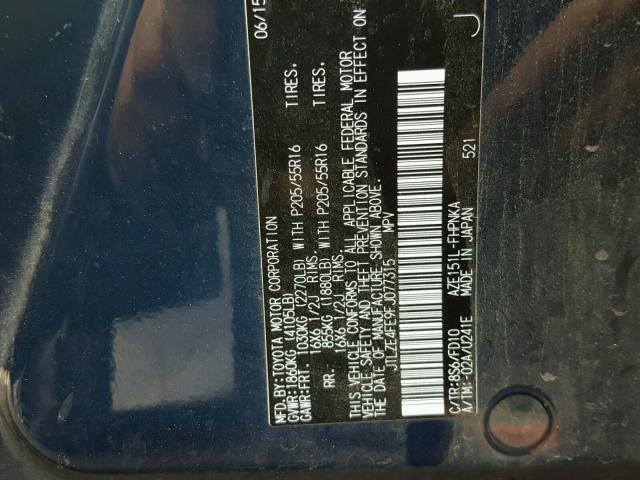 MFD.BY:TOYOTA MOTOR CORPORATION 06/15
GVWR:1860KG (4105LB)
GAWR:FRT. 1030KG (2270LB) WITH P205/55R16 TIRES.
16X6 1/2J RIMS
RR. 855KG (1880LB) WITH P205/55R16 TIRES.
16X6 1/2J RIMS
THIS VEHICLE CONFORMS TO ALL APPLICABLE FEDERAL MOTOR
VEHICLE SAFETY AND THEFT PREVENTION STANDARDS IN EFFECT ON
THE DATE OF MANUFACTURE SHOWN ABOVE.
JTLZE4FE9FJ077315 MPV
C/TR:8S6/FD10 AZE151L-FHPNKA
A/TM:-02A/U241E MADE IN JAPAN 521
J